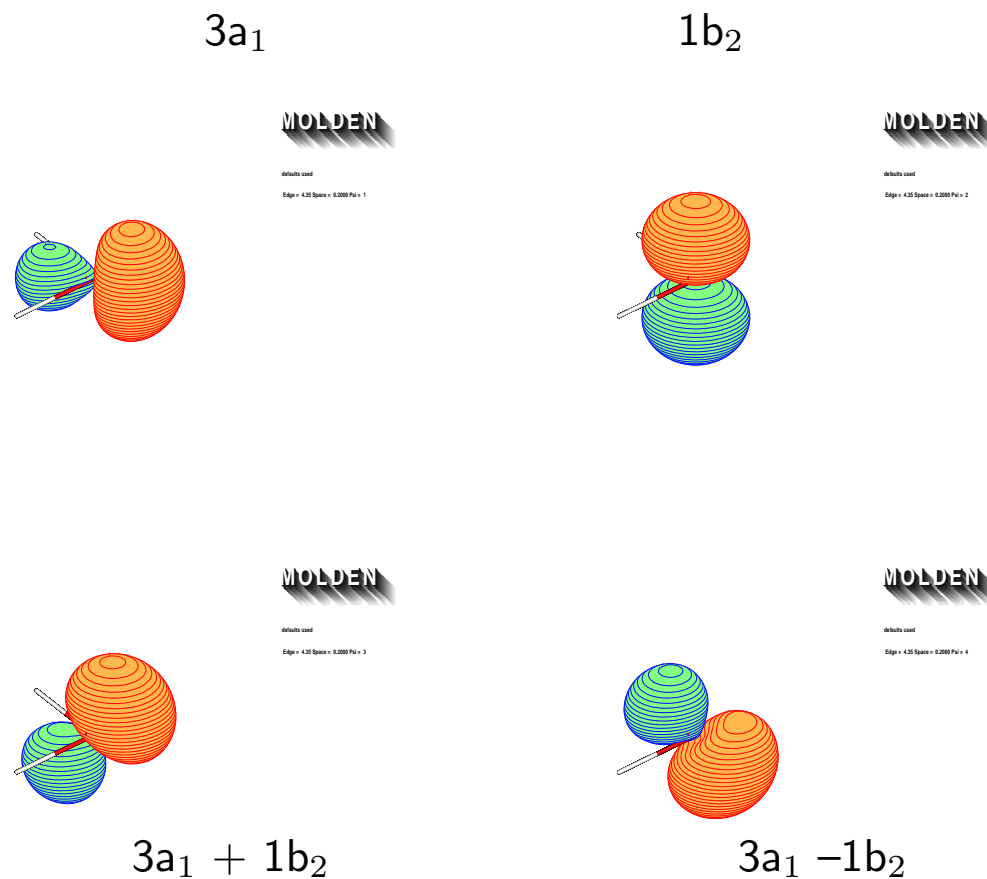 3a₁
1b₂
MOLDEN
MOLDEN
defaults used
defaults used
Edge = 4.35 Space = 0.2000 Psi = 1
Edge = 4.35 Space = 0.2000 Psi = 2
MOLDEN
MOLDEN
defaults used
defaults used
Edge = 4.35 Space = 0.2000 Psi = 3
Edge = 4.35 Space = 0.2000 Psi = 4
3a₁ + 1b₂
3a₁ –1b₂